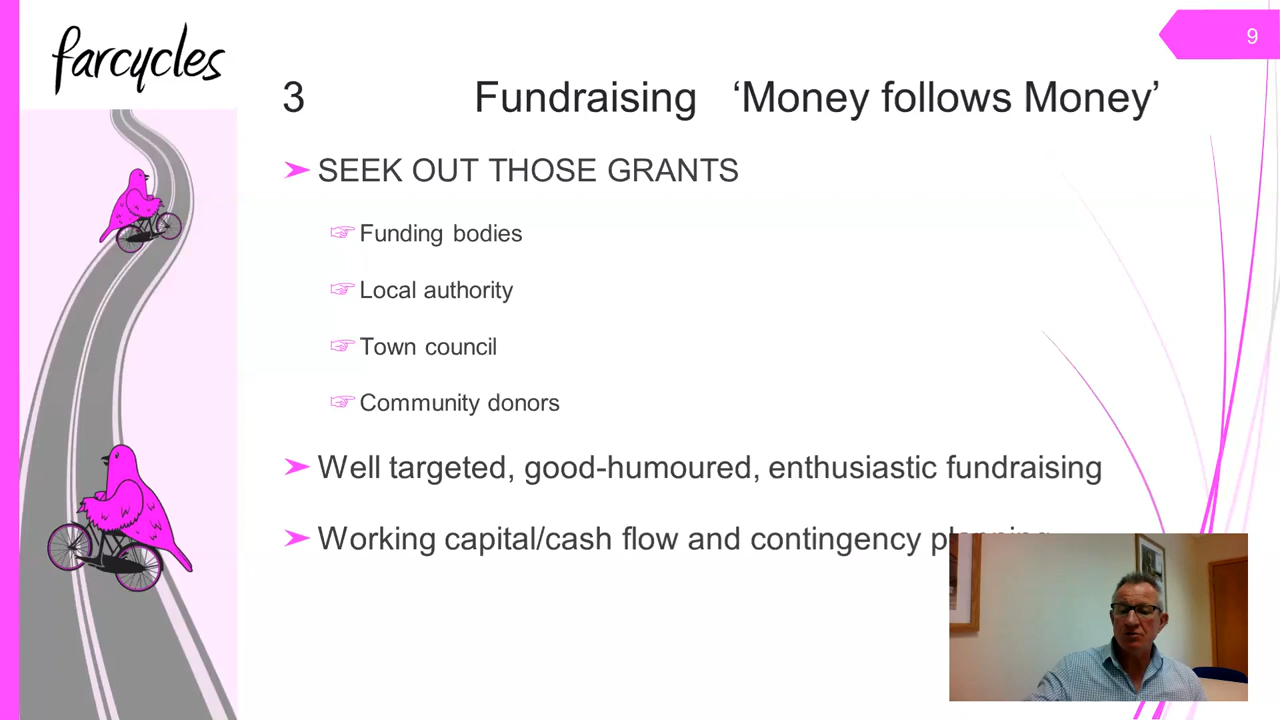 farcycles
9
3 Fundraising ‘Money follows Money’
SEEK OUT THOSE GRANTS
Funding bodies
Local authority
Town council
Community donors
Well targeted, good-humoured, enthusiastic fundraising
Working capital/cash flow and contingency planning